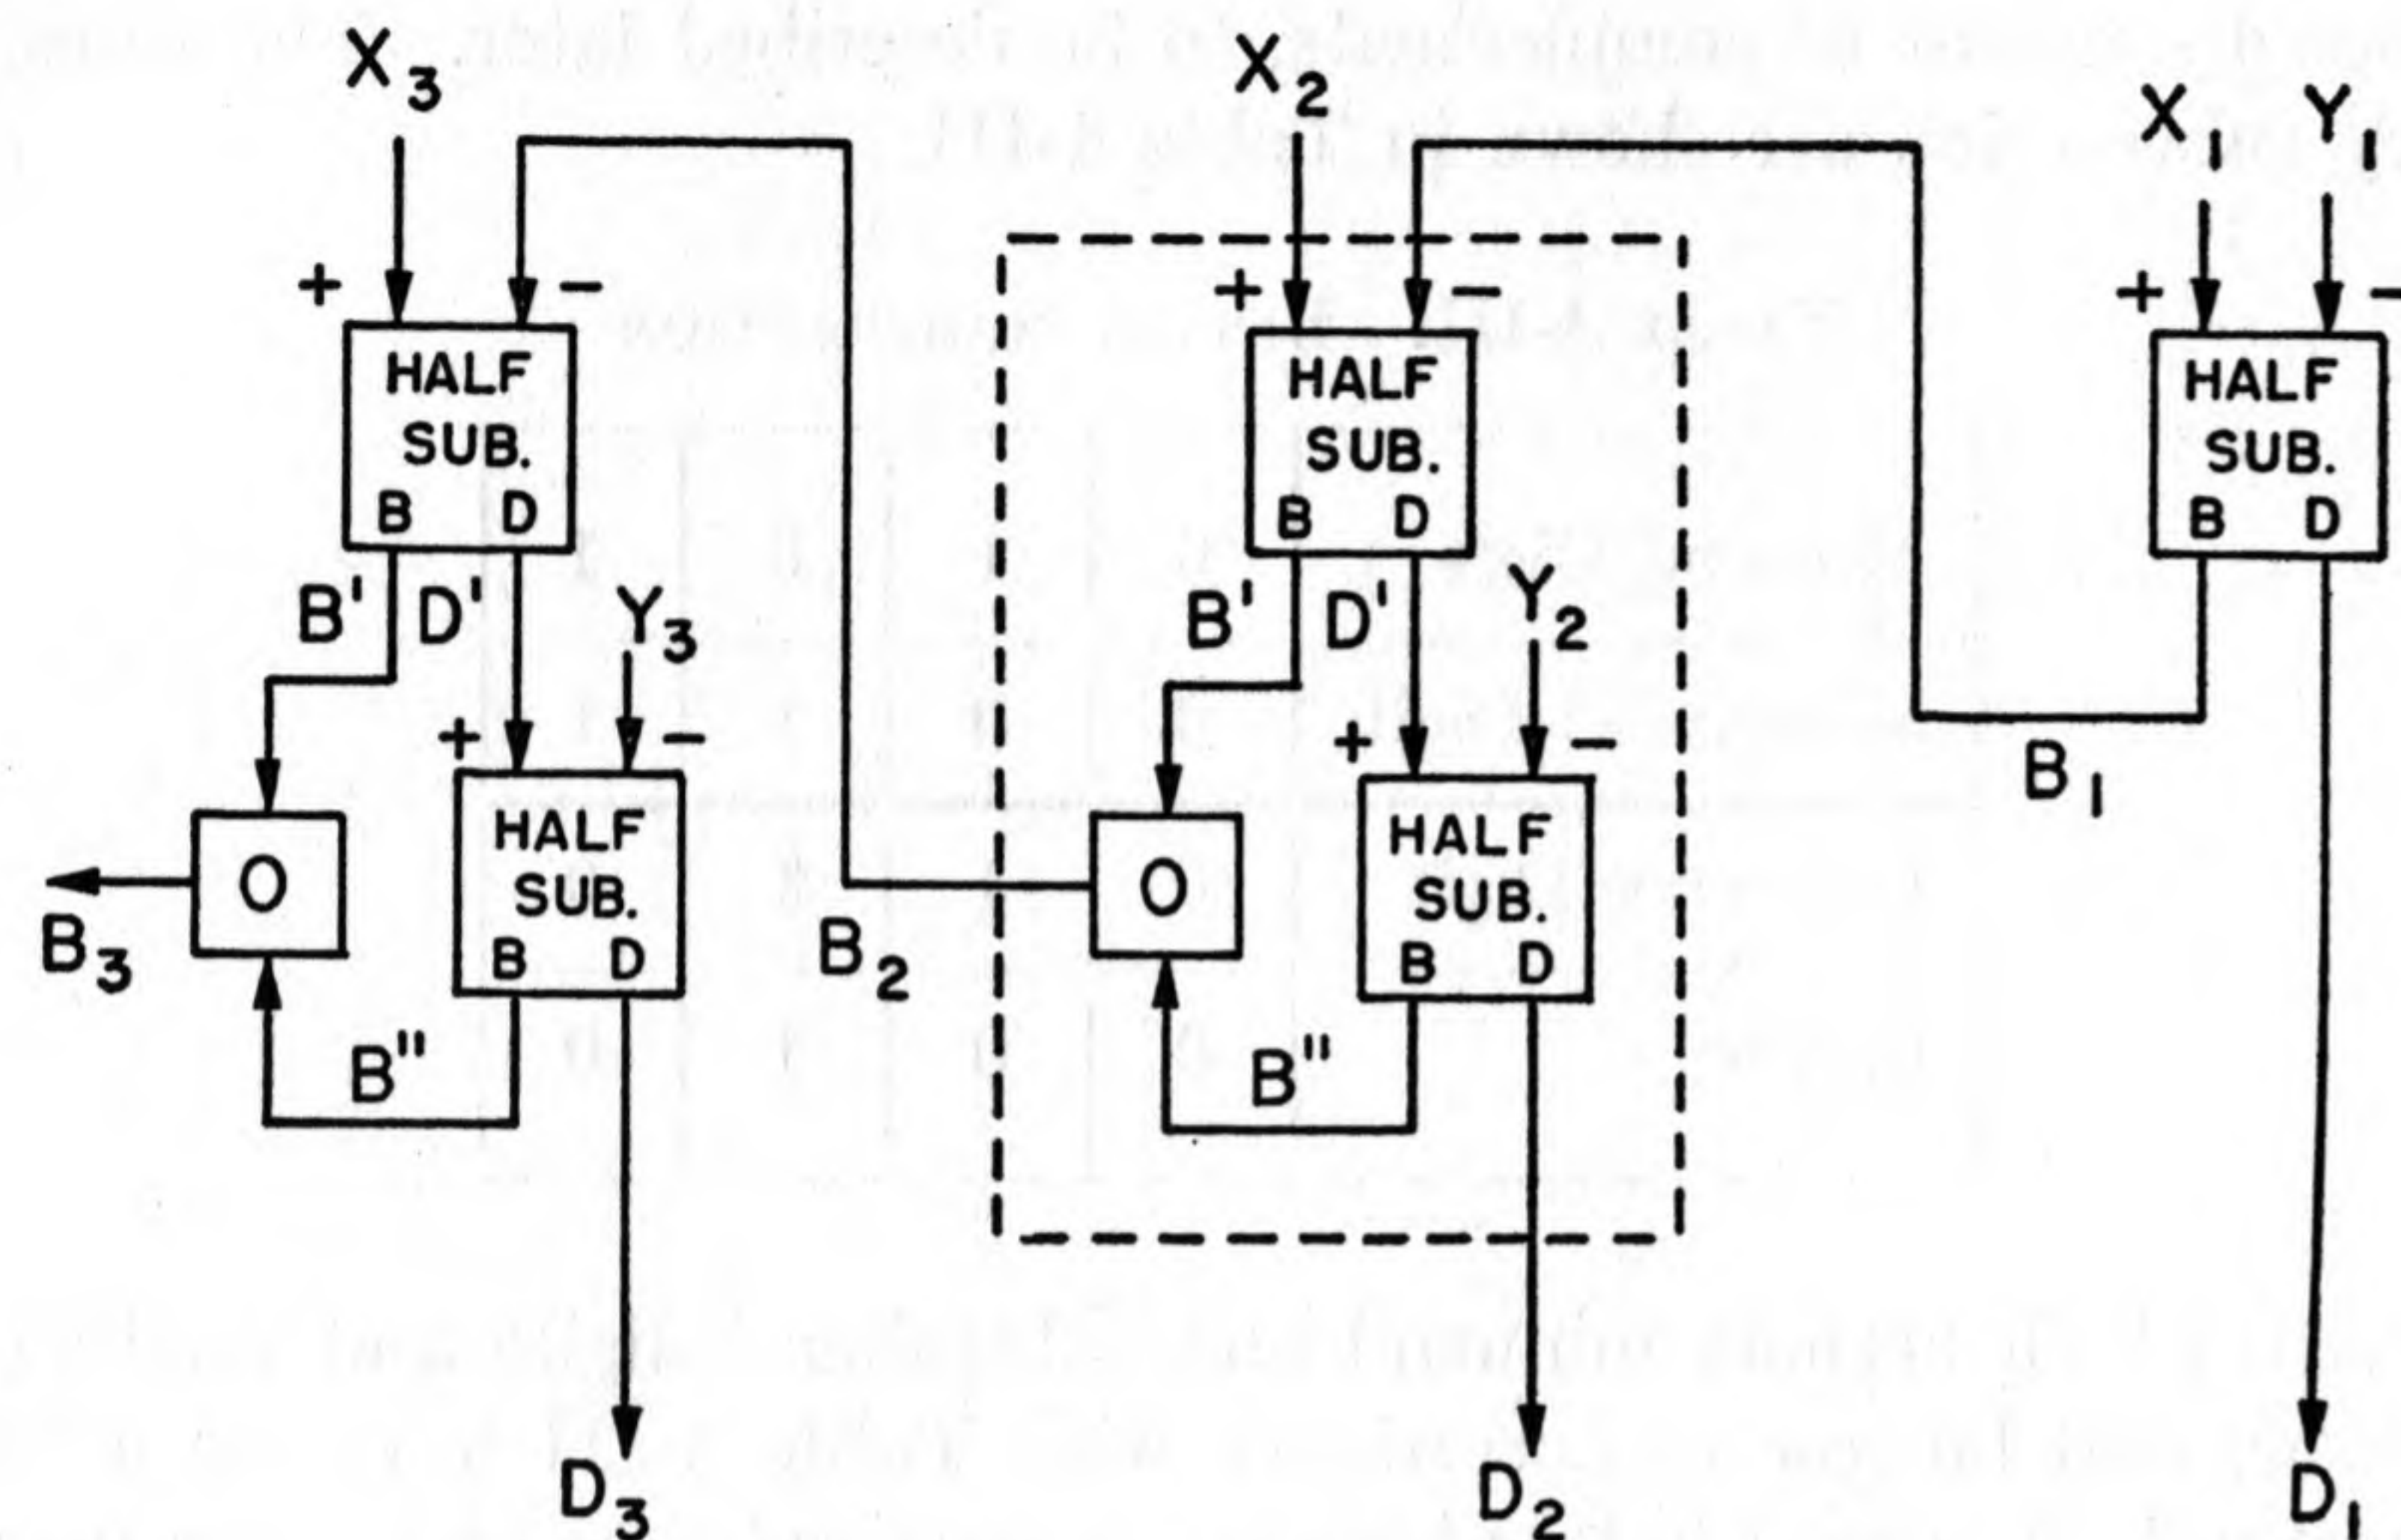 X3
X2
X1 Y1
+ −
+ −
+ −
HALF
SUB.
B D
HALF
SUB.
B D
HALF
SUB.
B D
B' D'
Y3
B' D'
Y2
+ −
+ −
B1
O
HALF
SUB.
B D
O
HALF
SUB.
B D
B3
B2
B"
B"
D3
D2
D1